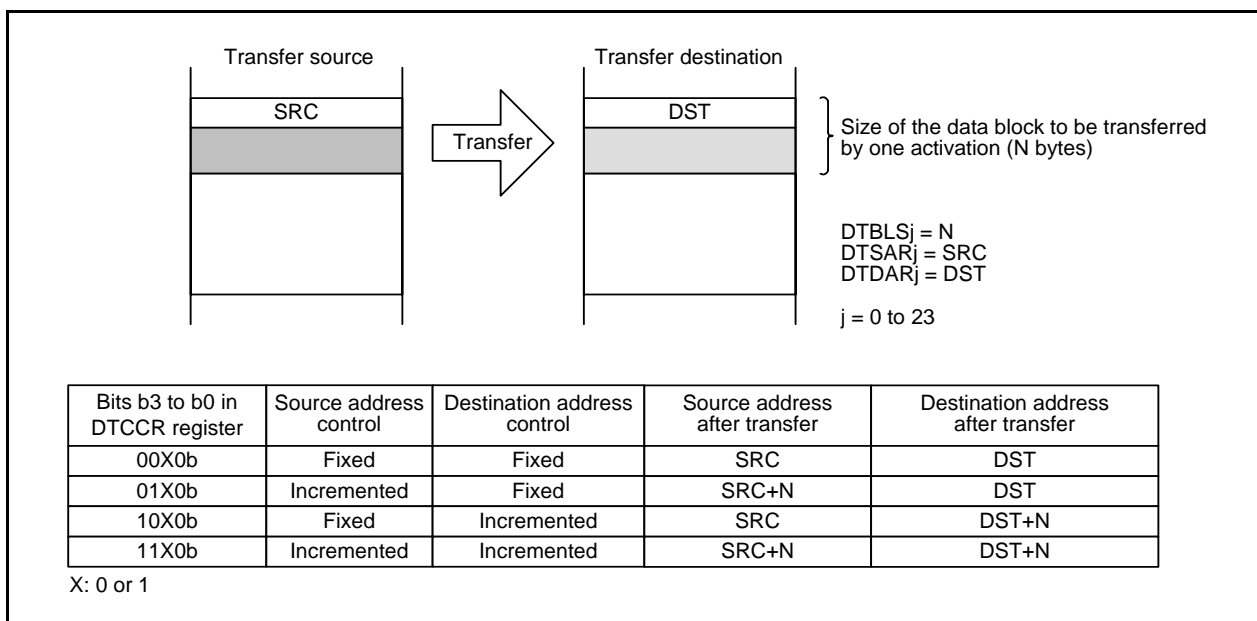 Transfer source
Transfer destination
SRC
DST
Transfer
Size of the data block to be transferred
by one activation (N bytes)
DTBLSj = N
DTSARj = SRC
DTDARj = DST
j = 0 to 23
Bits b3 to b0 in
DTCCR register
Source address
control
Destination address
control
Source address
after transfer
Destination address
after transfer
00X0b Fixed Fixed SRC DST
01X0b Incremented Fixed SRC+N DST
10X0b Fixed Incremented SRC DST+N
11X0b Incremented Incremented SRC+N DST+N
X: 0 or 1